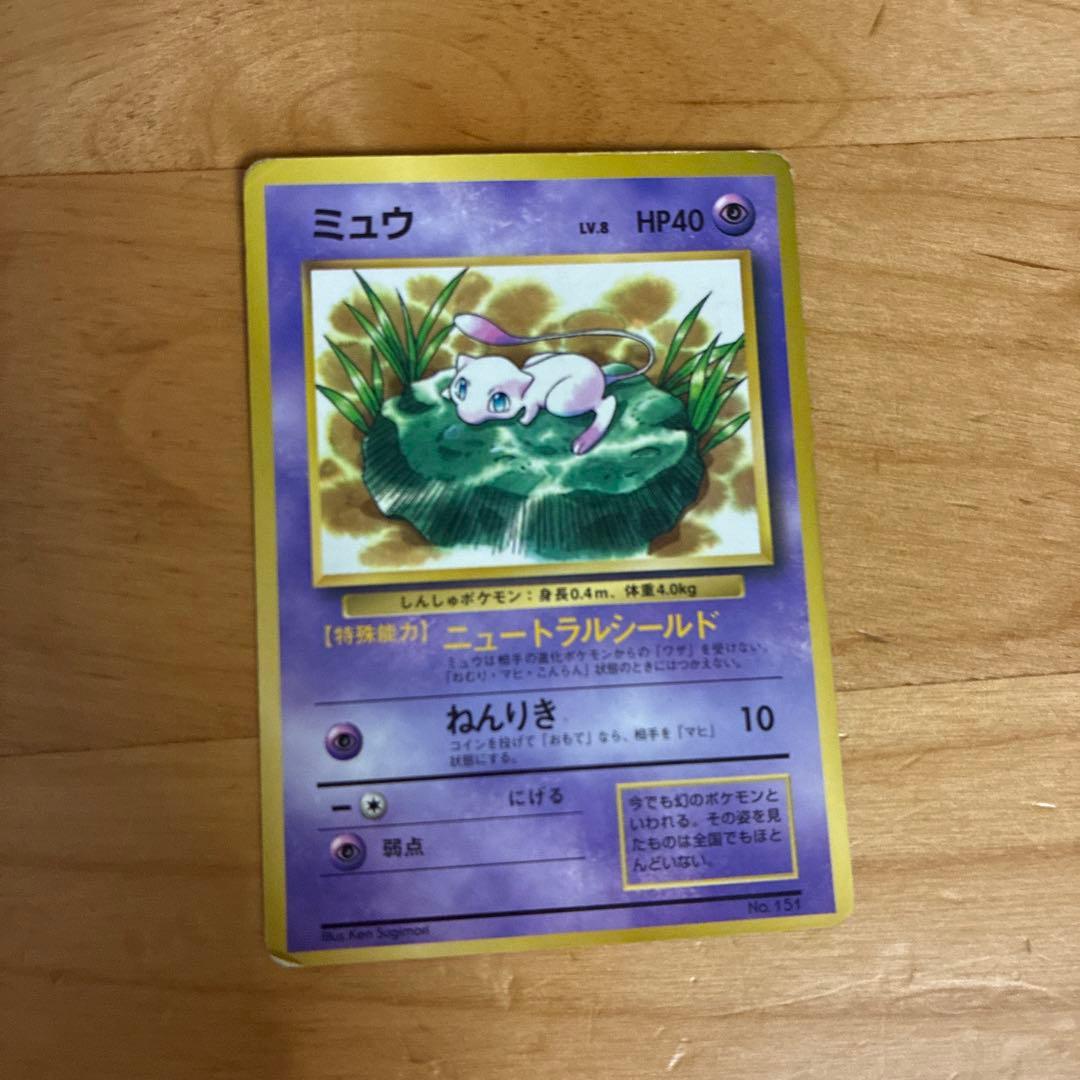 ミュウ LV.8 HP40
しんしゅポケモン：身長0.4m、体重4.0kg
【特殊能力】 ニュートラルシールド
ミュウは相手の進化ポケモンからの「ワザ」を受けない。
「ねむり・マヒ・こんらん」状態のときにはつかえない。
ねんりき 10
コインを投げて「おもて」なら、相手を「マヒ」
状態にする。
にげる
弱点
今でも幻のポケモンと
いわれる。その姿を見
たものは全国でもほと
んどいない。
Illus. Ken Sugimori No. 151